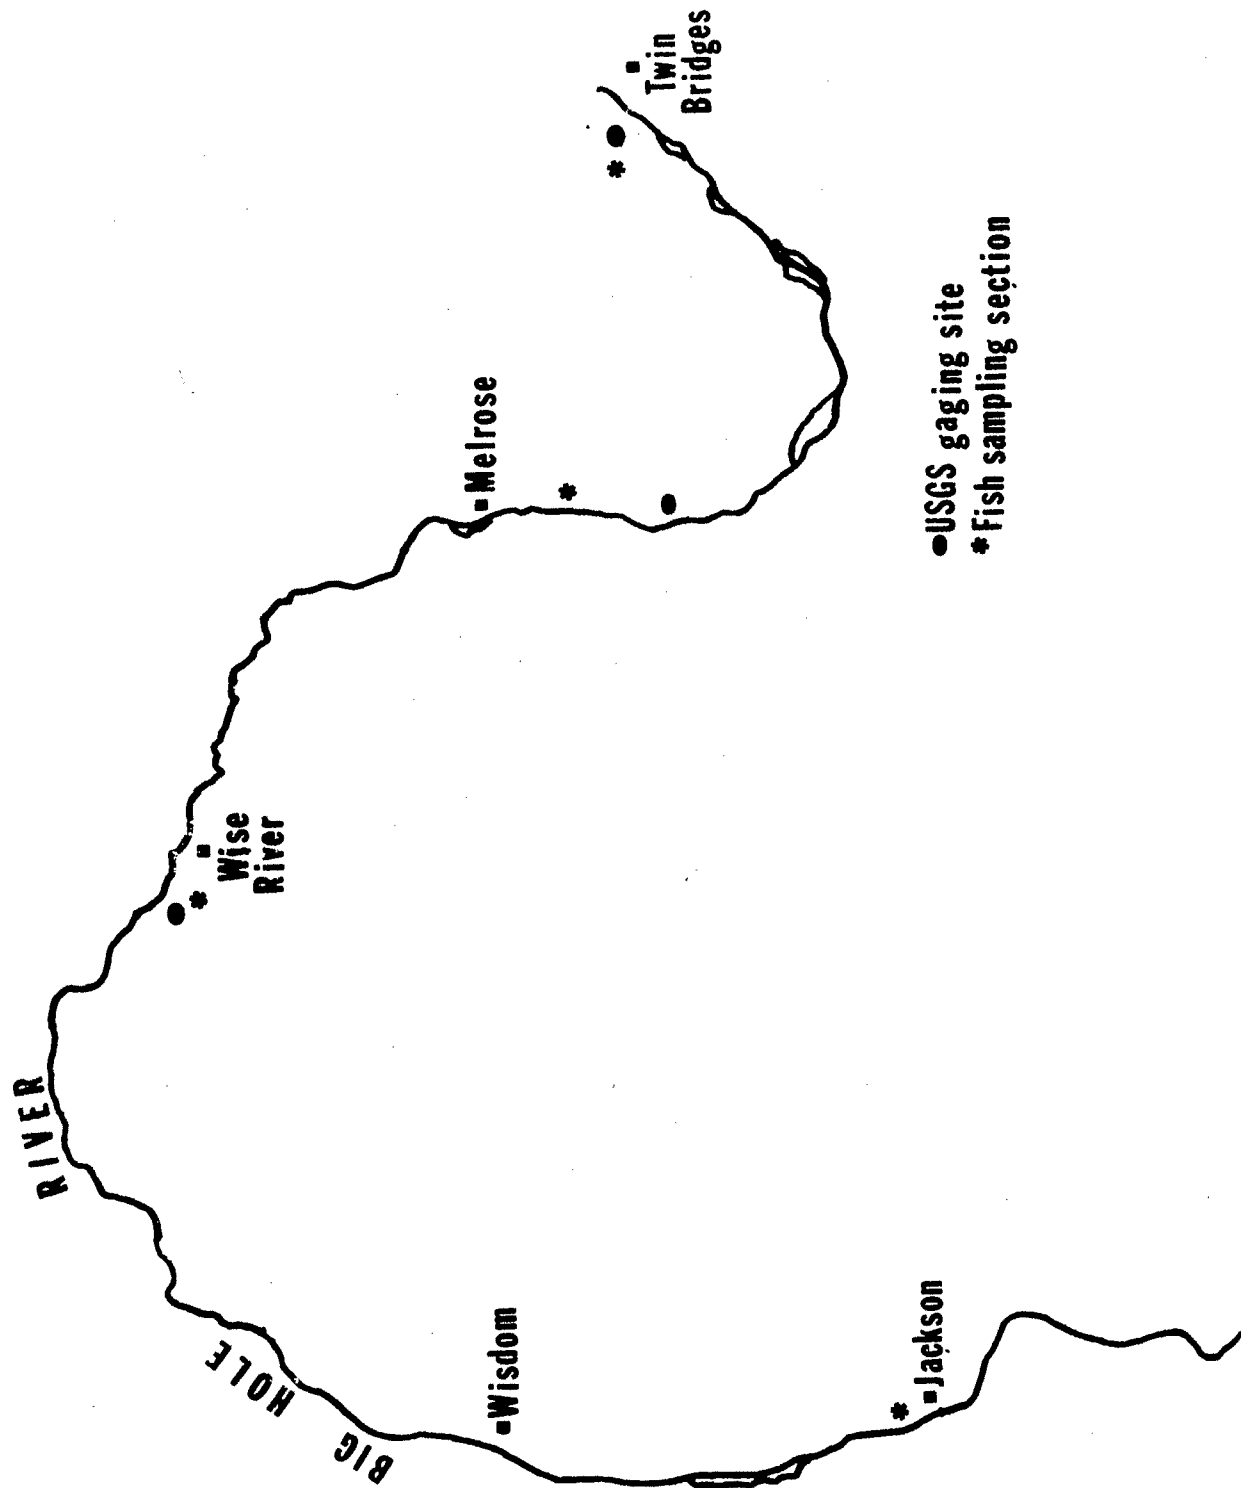 BIG HOLE RIVER
Jackson
Wisdom
Wise
River
Melrose
Twin
Bridges
●USGS gaging site
*Fish sampling section